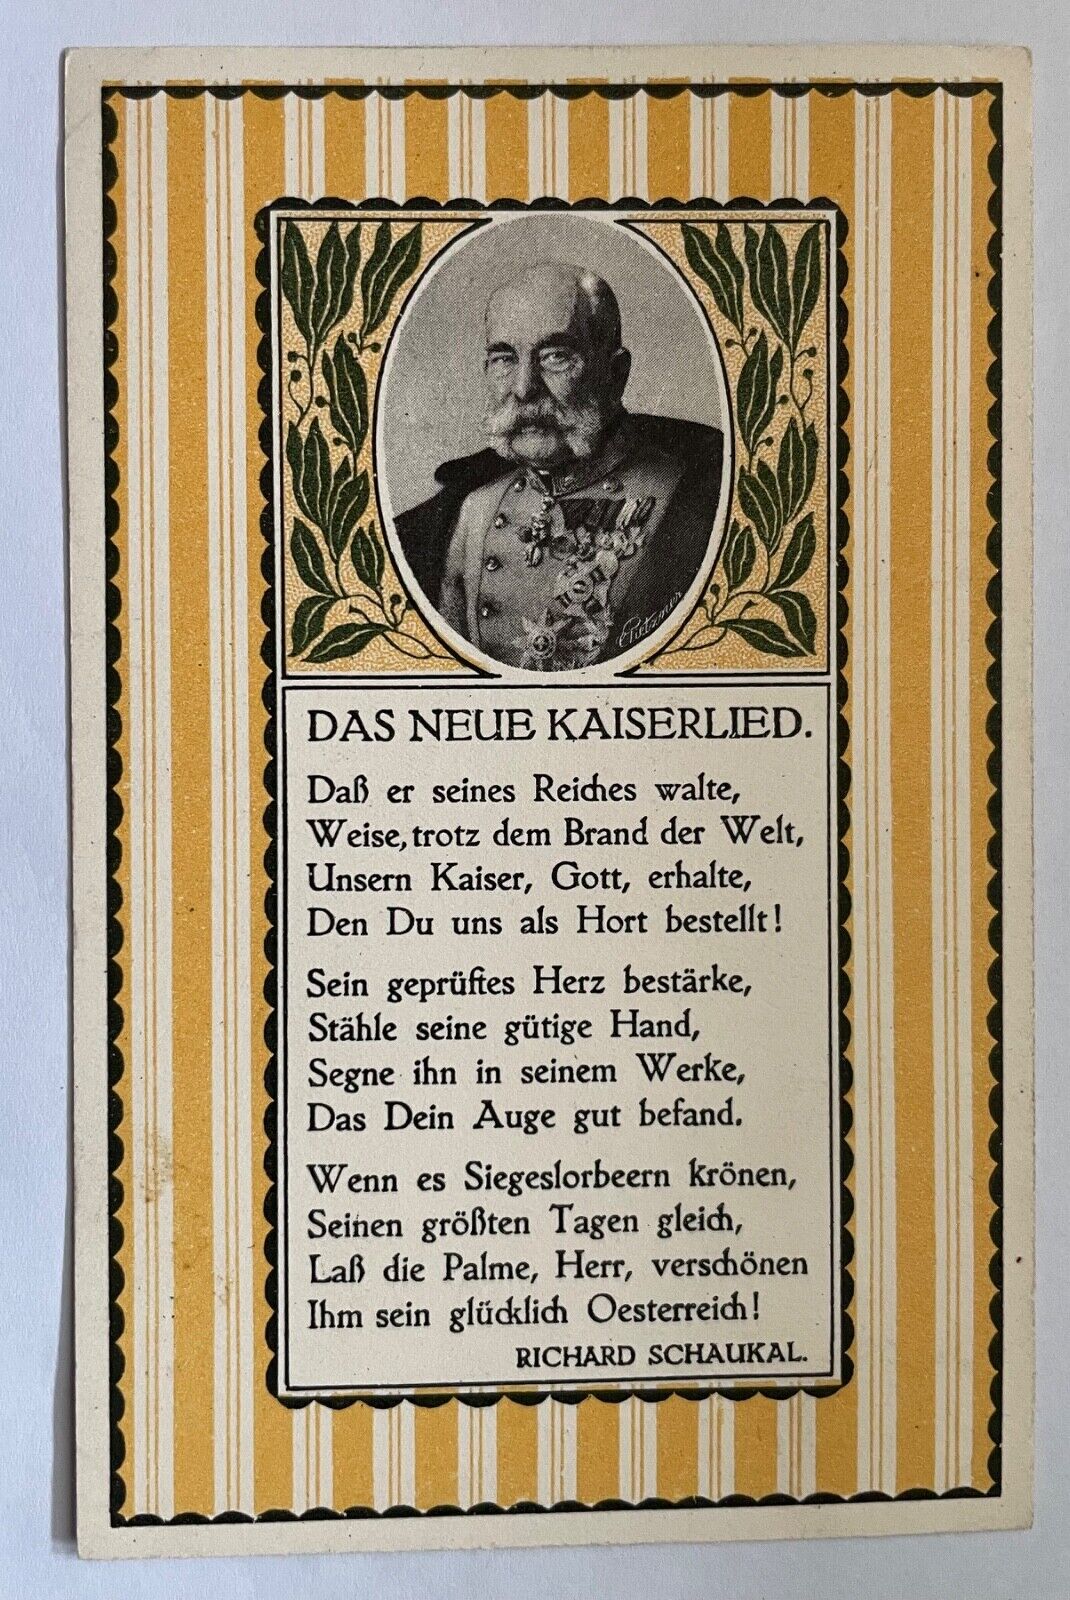 Pietzner
DAS NEUE KAISERLIED.
Daß er seines Reiches walte,
Weise, trotz dem Brand der Welt,
Unsern Kaiser, Gott, erhalte,
Den Du uns als Hort bestellt!
Sein geprüftes Herz bestärke,
Stähle seine gütige Hand,
Segne ihn in seinem Werke,
Das Dein Auge gut befand.
Wenn es Siegeslorbeern krönen,
Seinen größten Tagen gleich,
Laß die Palme, Herr, verschönen
Ihm sein glücklich Oesterreich!
RICHARD SCHAUKAL.